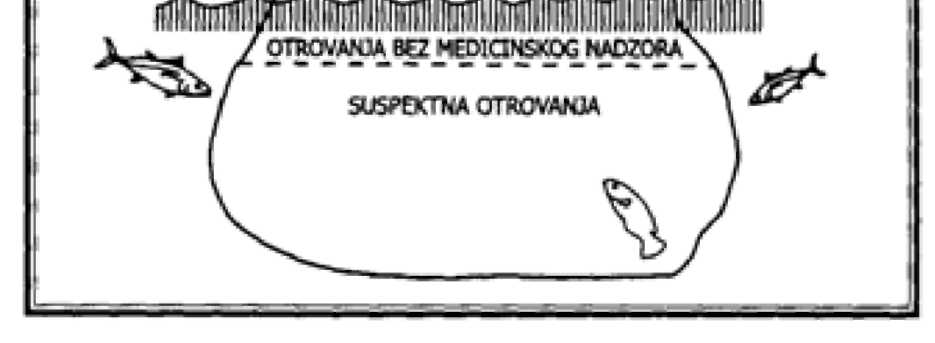 OTROVANJA BEZ MEDICINSKOG NADZORA
SUSPEKTNA OTROVANJA